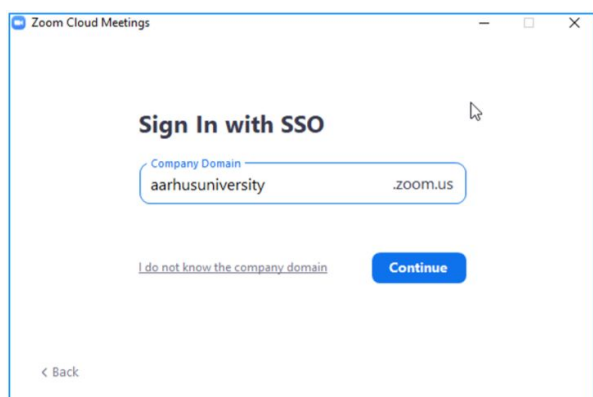 Zoom Cloud Meetings
Sign In with SSO
Company Domain
aarhusuniversity .zoom.us
I do not know the company domain Continue
< Back